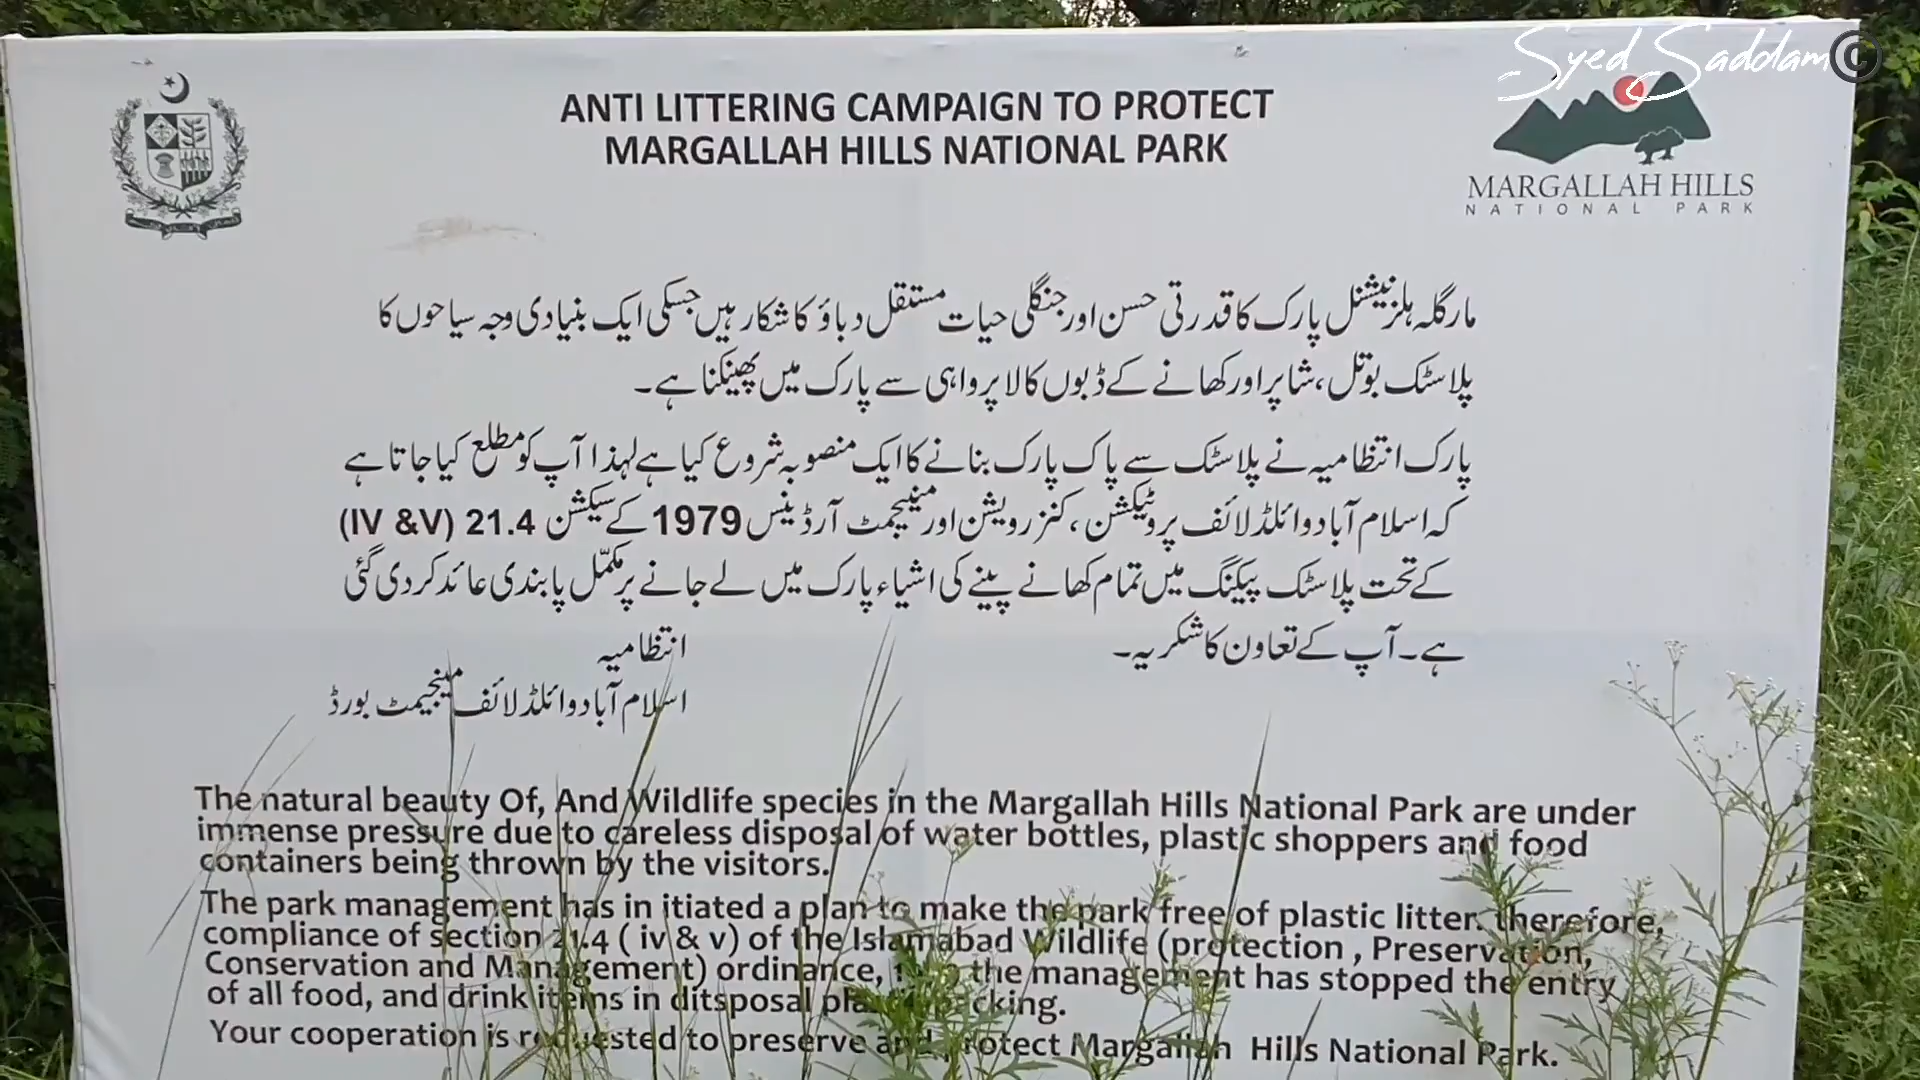 Syed Saddam ©
ANTI LITTERING CAMPAIGN TO PROTECT
MARGALLAH HILLS NATIONAL PARK
MARGALLAH HILLS
NATIONAL PARK
مارگلہ ہلز نیشنل پارک کا قدرتی حسن اور جنگلی حیات مستقل دباؤ کا شکار ہیں جسکی ایک بنیادی وجہ سیاحوں کا
پلاسٹک بوتل، شاپر اور کھانے کے ڈبوں کا لاپرواہی سے پارک میں پھینکنا ہے۔
پارک انتظامیہ نے پلاسٹک سے پاک پارک بنانے کا ایک منصوبہ شروع کیا ہے لہذا آپ کو مطلع کیا جاتا ہے
کہ اسلام آباد وائلڈ لائف پروٹیکشن، کنزرویشن اور منیجمٹ آرڈیننس 1979 کے سیکشن 21.4 (IV &V)
کے تحت پلاسٹک پیکنگ میں تمام کھانے پینے کی اشیاء پارک میں لے جانے پر مکمّل پابندی عائد کر دی گئی
ہے۔ آپ کے تعاون کا شکریہ۔
انتظامیہ
اسلام آباد وائلڈ لائف مینجیمٹ بورڈ
The natural beauty Of, And Wildlife species in the Margallah Hills National Park are under
immense pressure due to careless disposal of water bottles, plastic shoppers and food
containers being thrown by the visitors.
The park management has in itiated a plan to make the park free of plastic litter. therefore,
compliance of section 21.4 ( iv & v) of the Islamabad Wildlife (protection , Preservation,
Conservation and Management) ordinance, the management has stopped the entry
of all food, and drink items in ditsposal plastic packing.
Your cooperation is requested to preserve and protect Margallah Hills National Park.